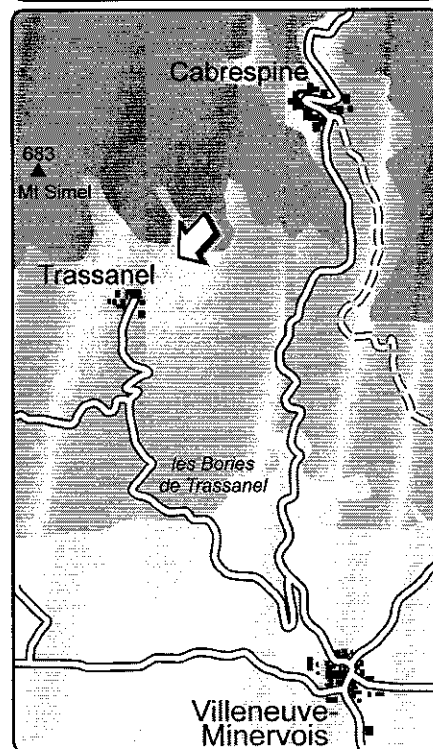 Cabrespine
683
Mt Simel
Trassanel
les Bories
de Trassanel
Villeneuve-
Minervois